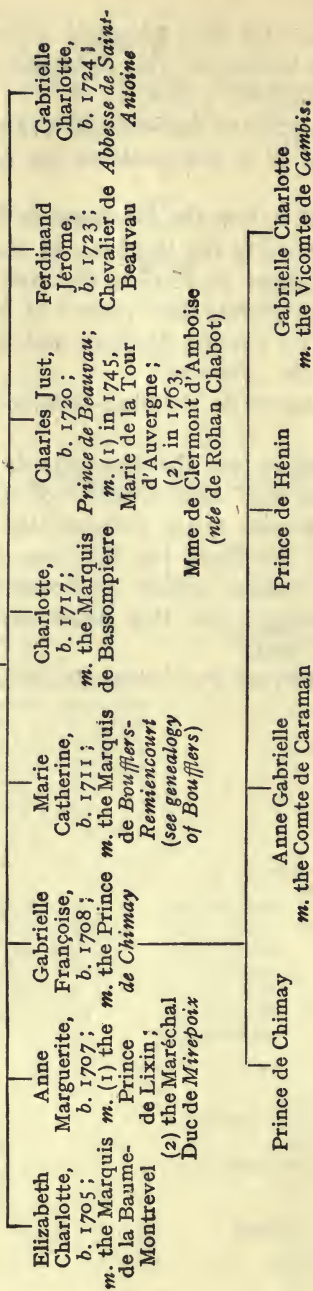 Elizabeth
Charlotte,
b. 1705;
m. the Marquis
de la Baume-
Montrevel
Anne
Marguerite,
b. 1707;
m. (1) the
Prince
de Lixin;
(2) the Maréchal
Duc de Mirepoix
Gabrielle
Françoise,
b. 1708;
m. the Prince
de Chimay
Marie
Catherine,
b. 1711;
m. the Marquis
de Boufflers-
Remiencourt
(see genealogy
of Boufflers)
Charlotte,
b. 1717;
m. the Marquis
de Bassompierre
Charles Just,
b. 1720;
Prince de Beauvau;
m. (1) in 1745,
Marie de la Tour
d'Auvergne;
(2) in 1763,
Mme de Clermont d'Amboise
(née de Rohan Chabot)
Ferdinand
Jérôme,
b. 1723;
Chevalier de
Beauvau
Gabrielle
Charlotte,
b. 1724;
Abbesse de Saint-
Antoine
Prince de Chimay
Anne Gabrielle
m. the Comte de Caraman
Prince de Hénin
Gabrielle Charlotte
m. the Vicomte de Cambis.